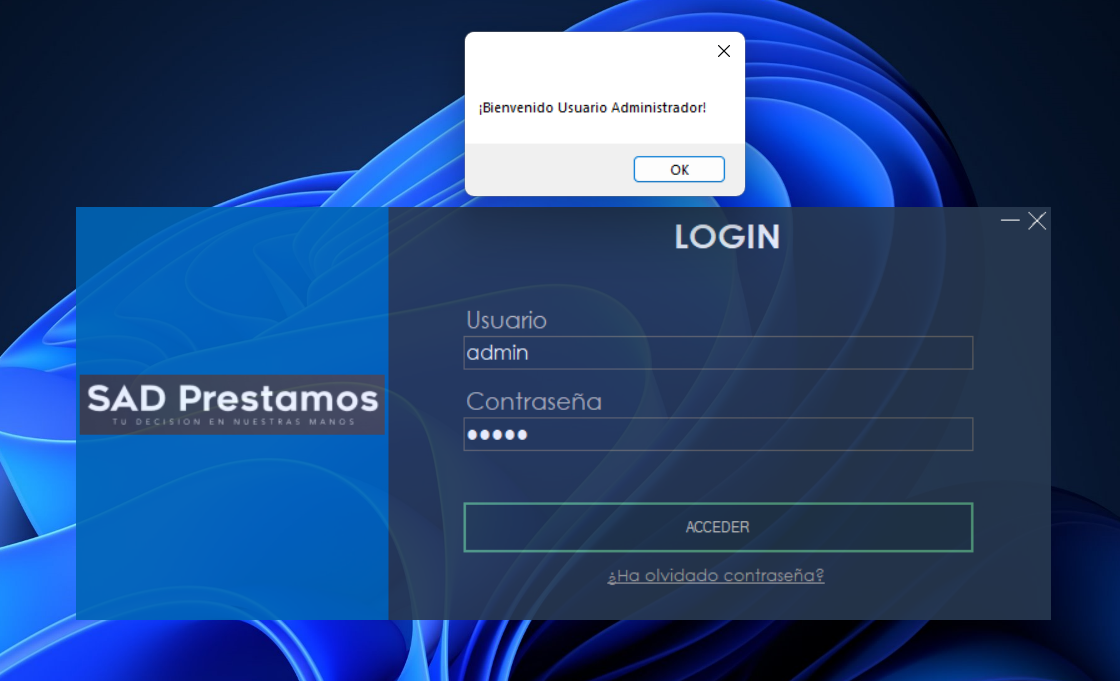 ¡Bienvenido Usuario Administrador!
OK
LOGIN
Usuario
admin
Contraseña
●●●●●
SAD Prestamos
TU DECISION EN NUESTRAS MANOS
ACCEDER
¿Ha olvidado contraseña?